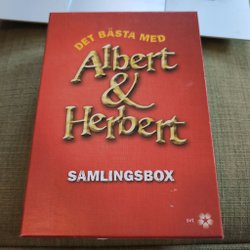 DET BÄSTA MED
Albert
&
Herbert
SAMLINGSBOX
svt